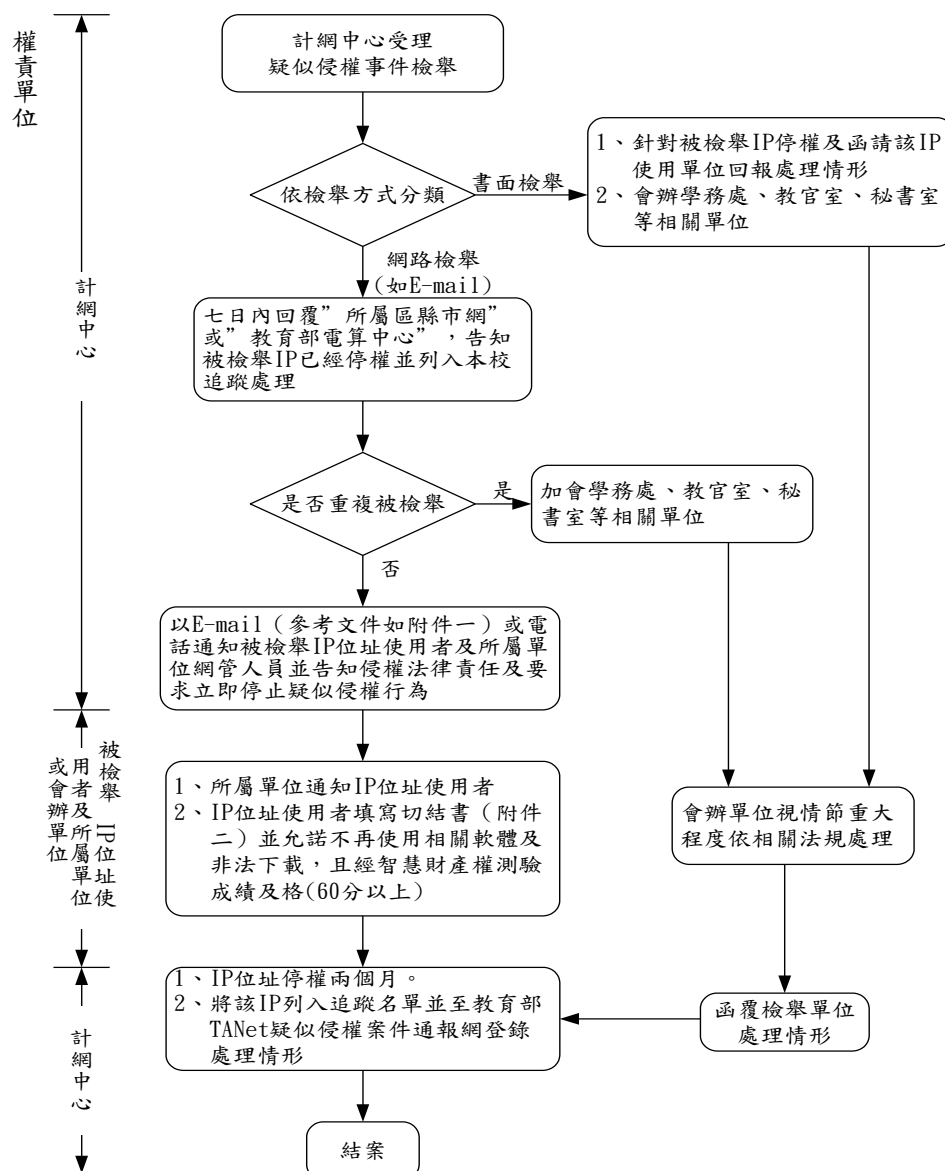 權責單位
計網中心受理
疑似侵權事件檢舉
依檢舉方式分類
書面檢舉
1、針對被檢舉IP停權及函請該IP
使用單位回報處理情形
2、會辦學務處、教官室、秘書室
等相關單位
網路檢舉
(如E-mail)
計網中心
七日內回覆”所屬區縣市網”
或”教育部電算中心”,告知
被檢舉IP已經停權並列入本校
追蹤處理
是否重複被檢舉
是
加會學務處、教官室、秘
書室等相關單位
否
以E-mail(參考文件如附件一)或電
話通知被檢舉IP位址使用者及所屬單
位網管人員並告知侵權法律責任及要
求立即停止疑似侵權行為
被檢舉 IP位址使
用者及所屬單位
或會辦單位
1、所屬單位通知IP位址使用者
2、IP位址使用者填寫切結書(附件
二)並允諾不再使用相關軟體及
非法下載,且經智慧財產權測驗
成績及格(60分以上)
會辦單位視情節重大
程度依相關法規處理
1、IP位址停權兩個月。
2、將該IP列入追蹤名單並至教育部
TANet疑似侵權案件通報網登錄
處理情形
函覆檢舉單位
處理情形
計網中心
結案